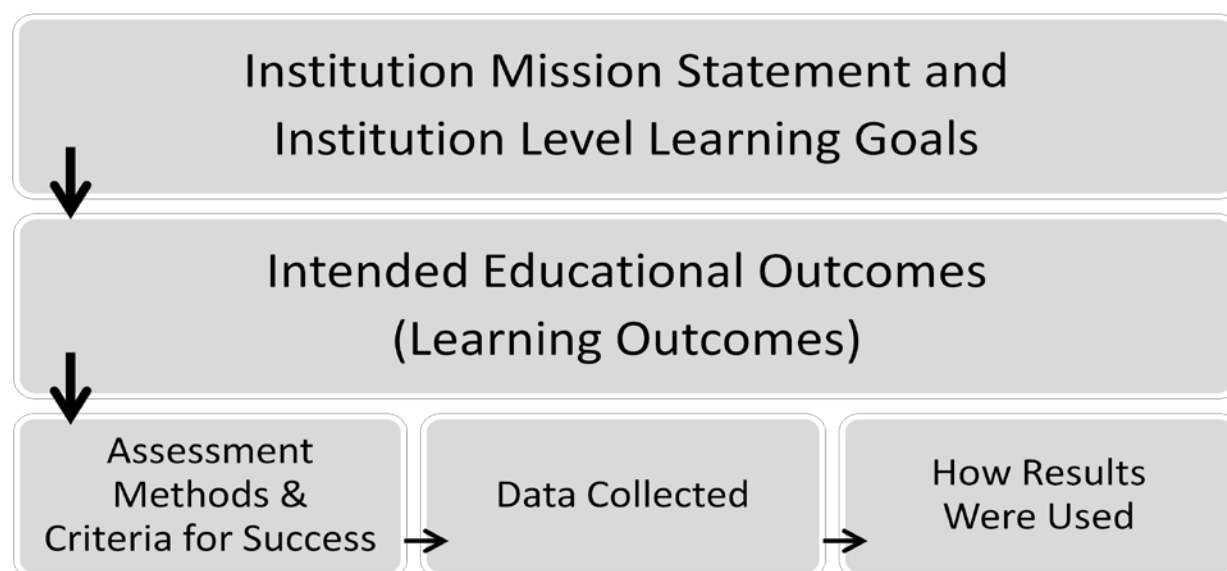 Institution Mission Statement and
Institution Level Learning Goals
Intended Educational Outcomes
(Learning Outcomes)
Assessment
Methods &
Criteria for Success
Data Collected
How Results
Were Used